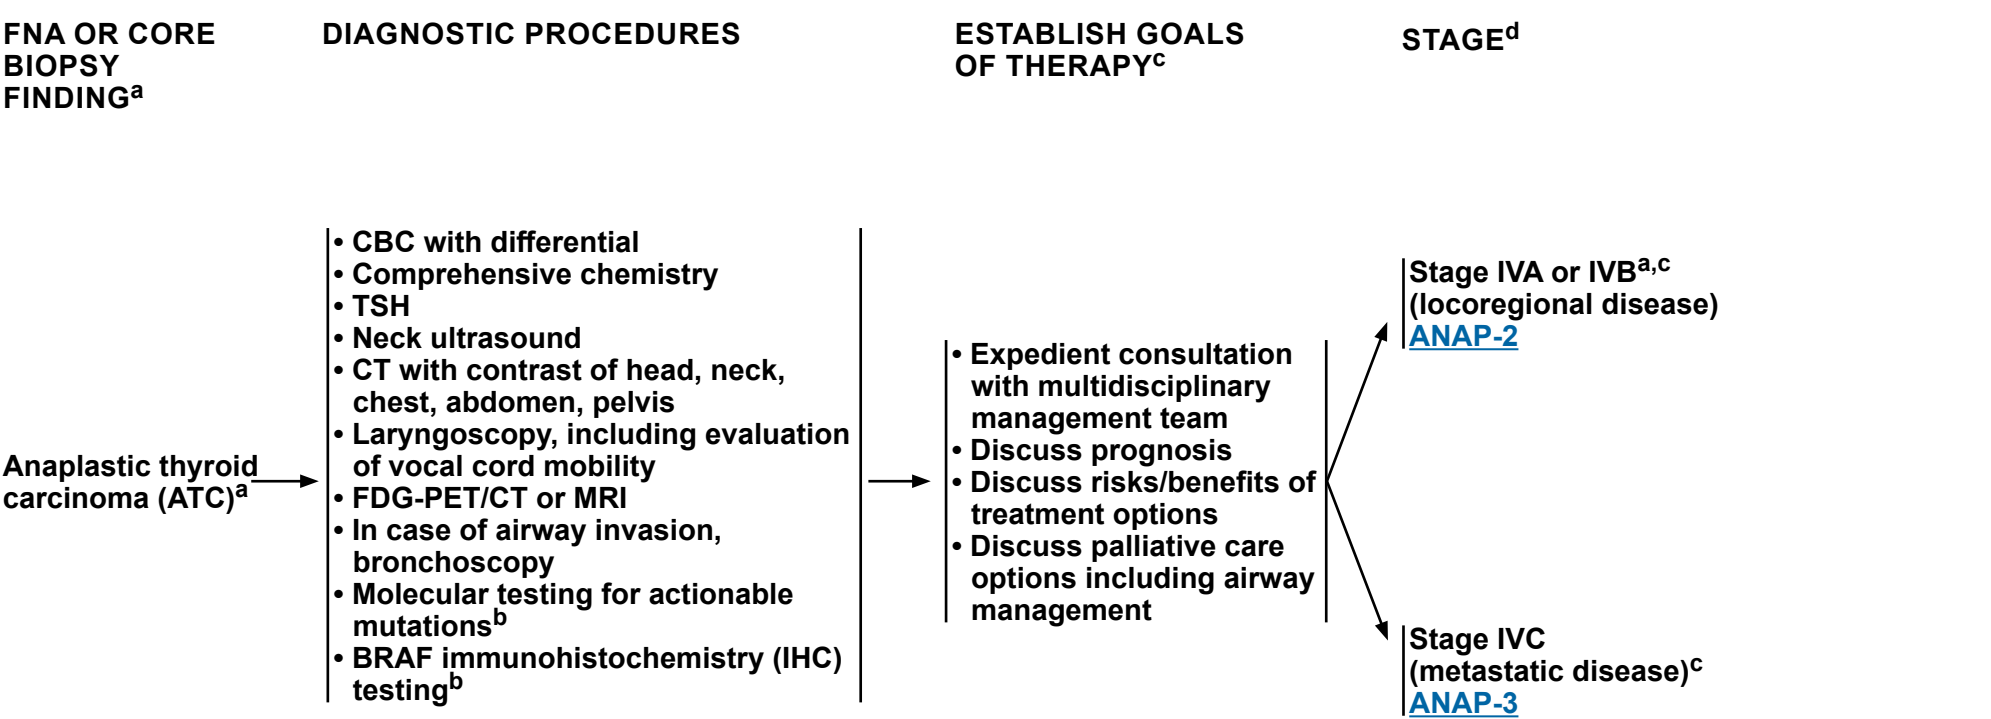 FNA OR CORE
BIOPSY
FINDINGa
DIAGNOSTIC PROCEDURES
ESTABLISH GOALS
OF THERAPYc
STAGEd
Anaplastic thyroid
carcinoma (ATC)a
• CBC with differential
• Comprehensive chemistry
• TSH
• Neck ultrasound
• CT with contrast of head, neck,
chest, abdomen, pelvis
• Laryngoscopy, including evaluation
of vocal cord mobility
• FDG-PET/CT or MRI
• In case of airway invasion,
bronchoscopy
• Molecular testing for actionable
mutationsb
• BRAF immunohistochemistry (IHC)
testingb
• Expedient consultation
with multidisciplinary
management team
• Discuss prognosis
• Discuss risks/benefits of
treatment options
• Discuss palliative care
options including airway
management
Stage IVA or IVBa,c
(locoregional disease)
ANAP-2
Stage IVC
(metastatic disease)c
ANAP-3